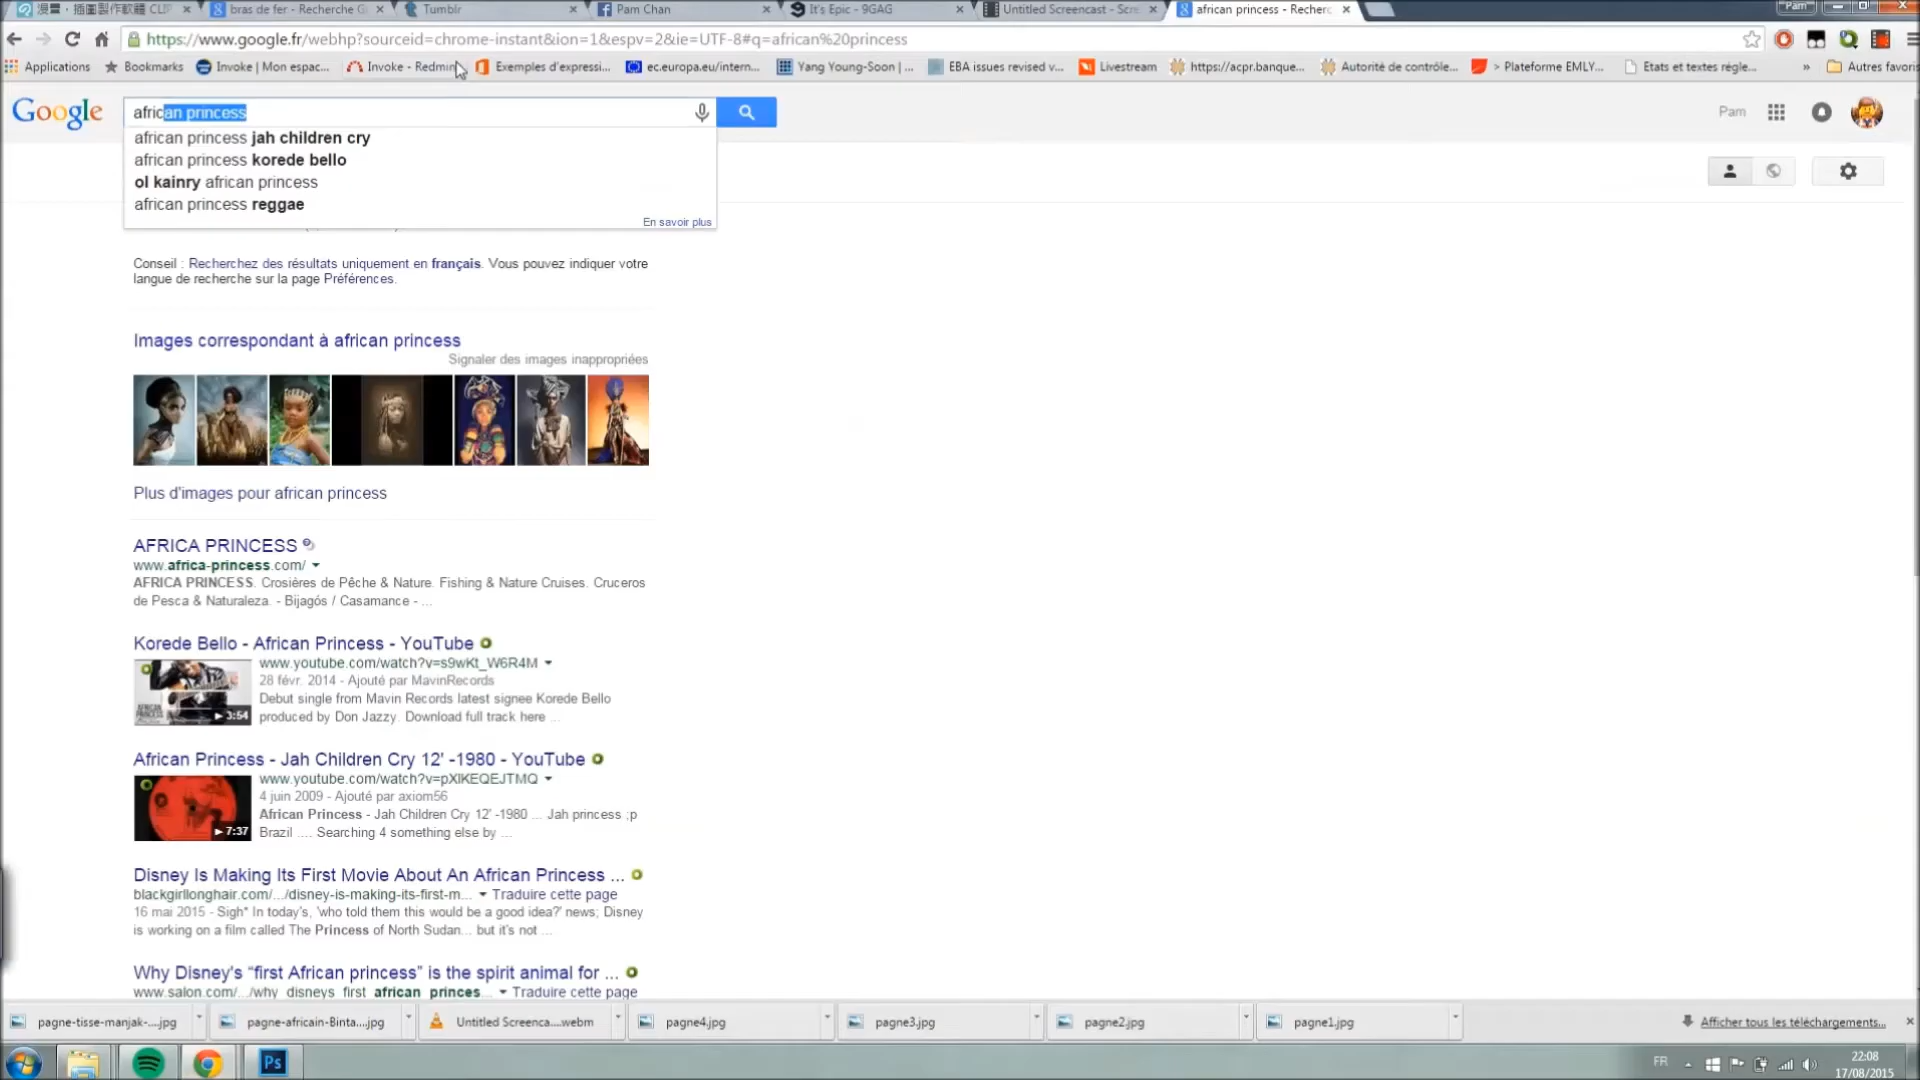 bras de fer - Recherche G
Tumblr
Pam Chan
It's Epic - 9GAG
Untitled Screencast - Scre
african princess - Recherc
Pam
https://www.google.fr/webhp?sourceid=chrome-instant&ion=1&espv=2&ie=UTF-8#q=african%20princess
Applications
Bookmarks
Invoke | Mon espac...
Invoke - Redmin
Exemples d'expressi...
ec.europa.eu/intern...
Yang Young-Soon | ...
EBA issues revised v...
Livestream
https://acpr.banque...
Autorité de contrôle...
> Plateforme EMLY...
Etats et textes régle...
»
Autres favoris
Google
african princess
Pam
african princess jah children cry
african princess korede bello
ol kainry african princess
african princess reggae
En savoir plus
Conseil : Recherchez des résultats uniquement en français. Vous pouvez indiquer votre
langue de recherche sur la page Préférences.
Images correspondant à african princess
Signaler des images inappropriées
Plus d'images pour african princess
AFRICA PRINCESS
www.africa-princess.com/
AFRICA PRINCESS. Crosières de Pêche & Nature. Fishing & Nature Cruises. Cruceros
de Pesca & Naturaleza. - Bijagós / Casamance - ...
Korede Bello - African Princess - YouTube
www.youtube.com/watch?v=s9wKt_W6R4M
28 févr. 2014 - Ajouté par MavinRecords
Debut single from Mavin Records latest signee Korede Bello
produced by Don Jazzy. Download full track here ...
AFRICAN
PRINCESS
3:54
African Princess - Jah Children Cry 12' -1980 - YouTube
www.youtube.com/watch?v=pXlKEQEJTMQ
4 juin 2009 - Ajouté par axiom56
African Princess - Jah Children Cry 12' -1980 ... Jah princess ;p
Brazil .... Searching 4 something else by ...
7:37
Disney Is Making Its First Movie About An African Princess ...
blackgirllonghair.com/.../disney-is-making-its-first-m... Traduire cette page
16 mai 2015 - Sigh* In today's, 'who told them this would be a good idea?' news; Disney
is working on a film called The Princess of North Sudan... but it's not ...
Why Disney's “first African princess” is the spirit animal for ...
www.salon.com/.../why_disneys_first_african_princes... Traduire cette page
pagne-tisse-manjak-....jpg
pagne-africain-Binta...jpg
Untitled Screenca....webm
pagne4.jpg
pagne3.jpg
pagne2.jpg
pagne1.jpg
Afficher tous les téléchargements...
Ps
FR
22:08
17/08/2015